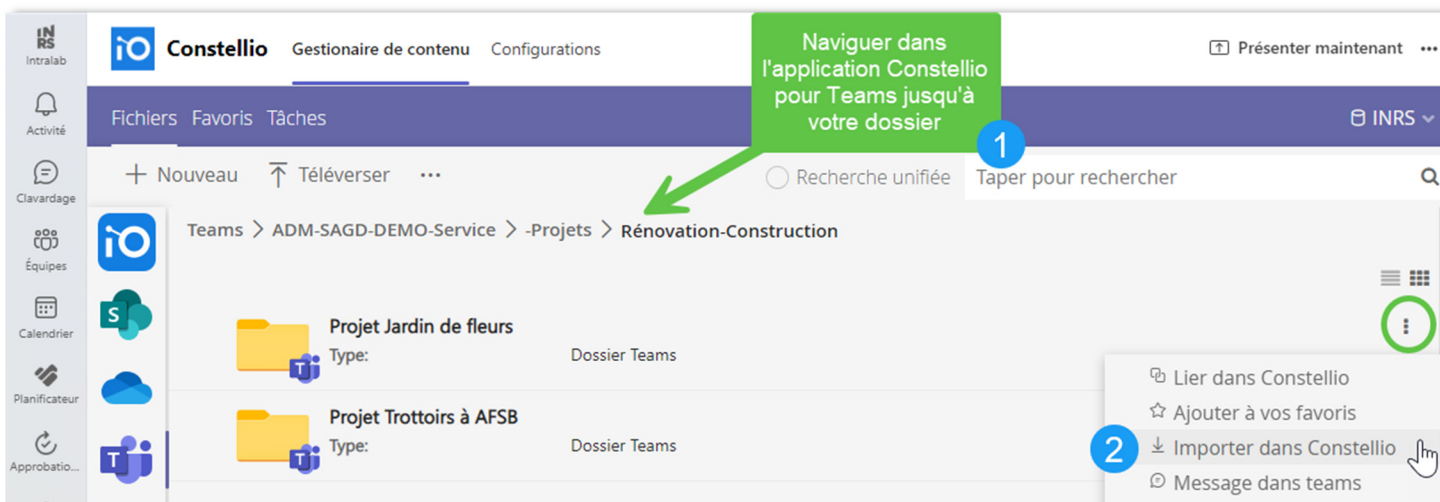 INRS
Intralab
iO Constellio Gestionaire de contenu Configurations
Naviguer dans
l'application Constellio
pour Teams jusqu'à
votre dossier
1
Présenter maintenant ...
Activité
Fichiers Favoris Tâches
INRS
Nouveau Téléverser ...
Recherche unifiée Taper pour rechercher
Clavardage
iO
Teams > ADM-SAGD-DEMO-Service > -Projets > Rénovation-Construction
Équipes
S
Calendrier
Projet Jardin de fleurs
Type: Dossier Teams
Planificateur
Lier dans Constellio
Ajouter à vos favoris
2 Importer dans Constellio
Message dans teams
Projet Trottoirs à AFSB
Type: Dossier Teams
Approbatio...
T